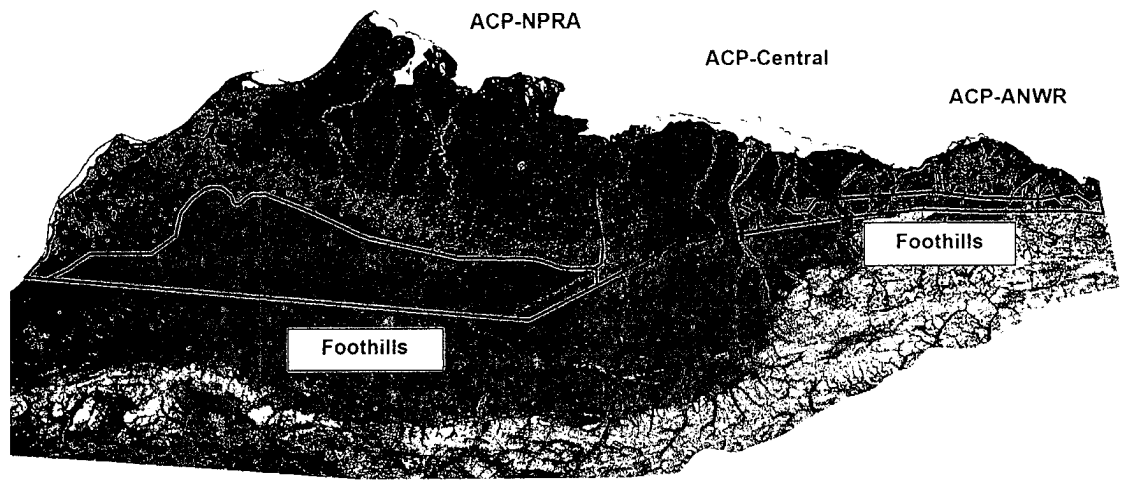 ACP-NPRA
ACP-Central
ACP-ANWR
Foothills
Foothills